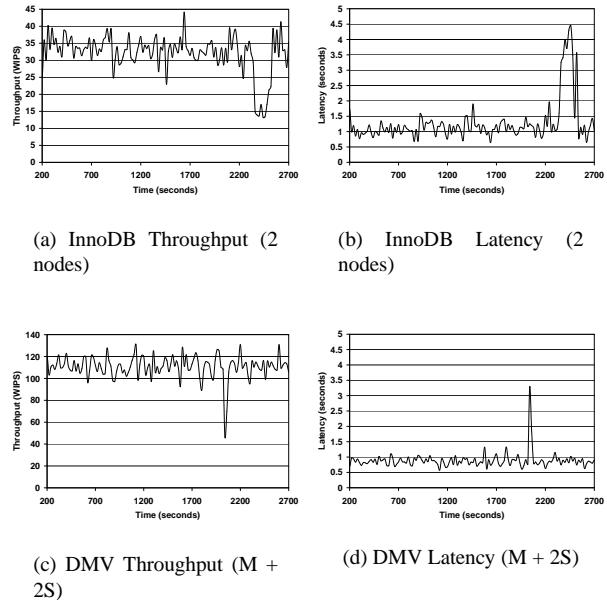 45
40
35
30
25
20
15
10
5
0
Throughput (WIPS)
200 700 1200 1700 2200 2700
Time (seconds)
(a) InnoDB Throughput (2
nodes)
5
4.5
4
3.5
3
2.5
2
1.5
1
0.5
0
Latency (seconds)
200 700 1200 1700 2200 2700
Time (seconds)
(b) InnoDB Latency (2
nodes)
140
120
100
80
60
40
20
0
Throughput (WIPS)
200 700 1200 1700 2200 2700
Time (seconds)
(c) DMV Throughput (M +
2S)
5
4.5
4
3.5
3
2.5
2
1.5
1
0.5
0
Latency (seconds)
200 700 1200 1700 2200 2700
Time (seconds)
(d) DMV Latency (M + 2S)